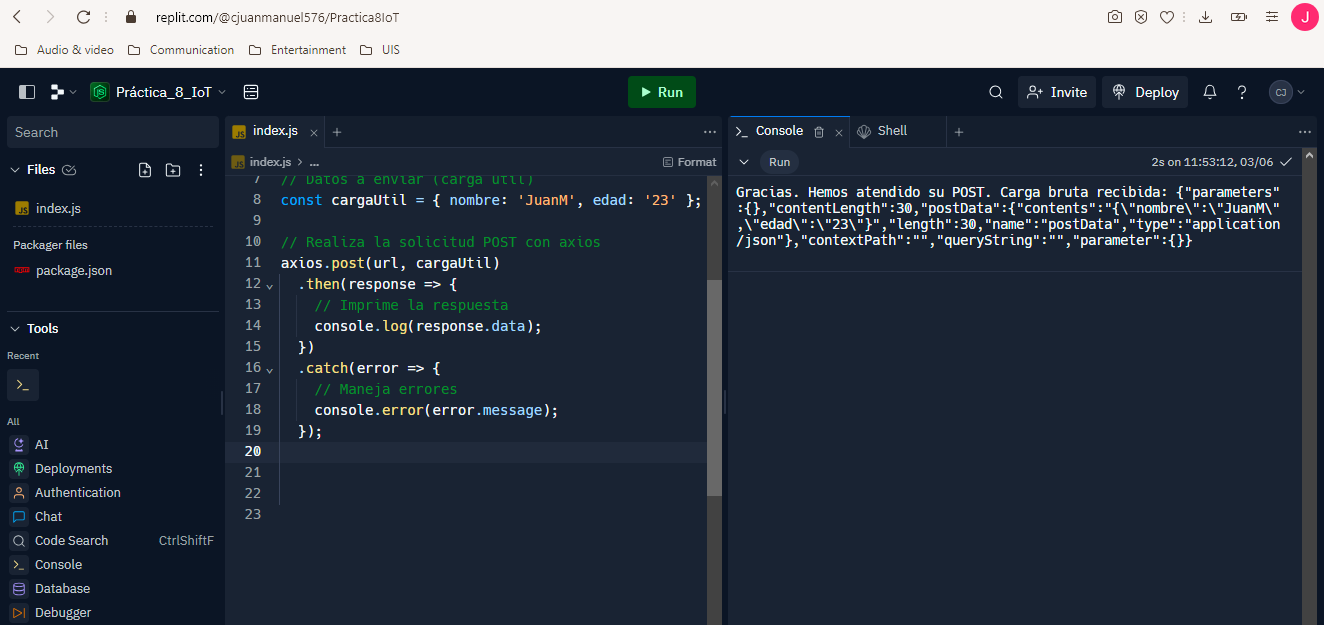 replit.com/@cjuanmanuel576/Practica8IoT
J
Audio & video
Communication
Entertainment
UIS
Práctica_8_IoT
Run
Invite
Deploy
CJ
Search
Files
index.js
Packager files
package.json
Tools
Recent
All
AI
Deployments
Authentication
Chat
Code Search CtrlShiftF
Console
Database
Debugger
JS index.js
JS index.js > ...
Format
7 // Datos a enviar (carga útil)
8 const cargaUtil = { nombre: 'JuanM', edad: '23' };
9
10 // Realiza la solicitud POST con axios
11 axios.post(url, cargaUtil)
12 .then(response => {
13 // Imprime la respuesta
14 console.log(response.data);
15 })
16 .catch(error => {
17 // Maneja errores
18 console.error(error.message);
19 });
20
21
22
23
Console
Shell
Run
2s on 11:53:12, 03/06
Gracias. Hemos atendido su POST. Carga bruta recibida: {"parameters"
:{},"contentLength":30,"postData":{"contents":"{\"nombre\":\"JuanM\"
,\"edad\":\"23\"}","length":30,"name":"postData","type":"application
/json"},"contextPath":"","queryString":"","parameter":{}}